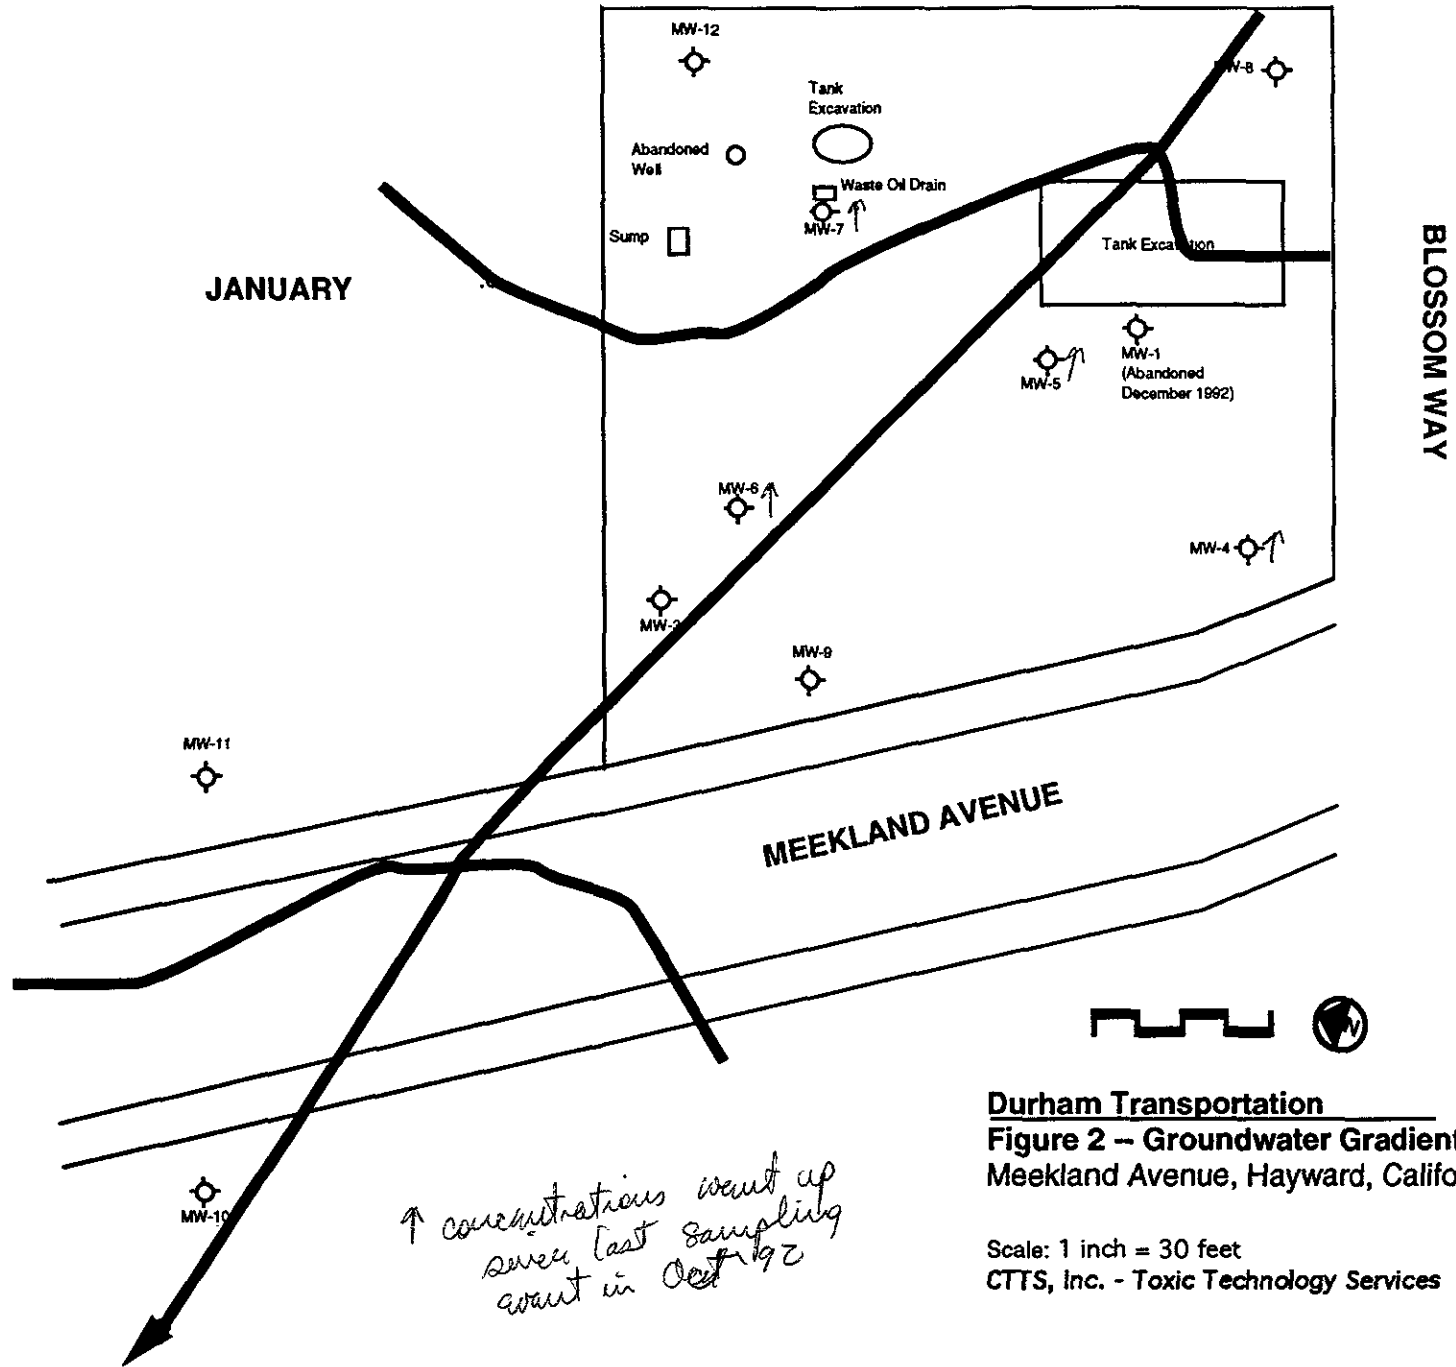 MW-12
MW-8
Tank
Excavation
Abandoned
Well
Waste Oil Drain
MW-7 ↑
Sump
Tank Excavation
BLOSSOM WAY
JANUARY
MW-1
(Abandoned
December 1992)
MW-5 ↑
MW-6 ↑
MW-4 ↑
MW-3
MW-9
MW-11
MEEKLAND AVENUE
N
MW-10
↑ concentrations went up
since last sampling
event in Oct '92
Durham Transportation
Figure 2 – Groundwater Gradient
Meekland Avenue, Hayward, Califo
Scale: 1 inch = 30 feet
CTTS, Inc. - Toxic Technology Services